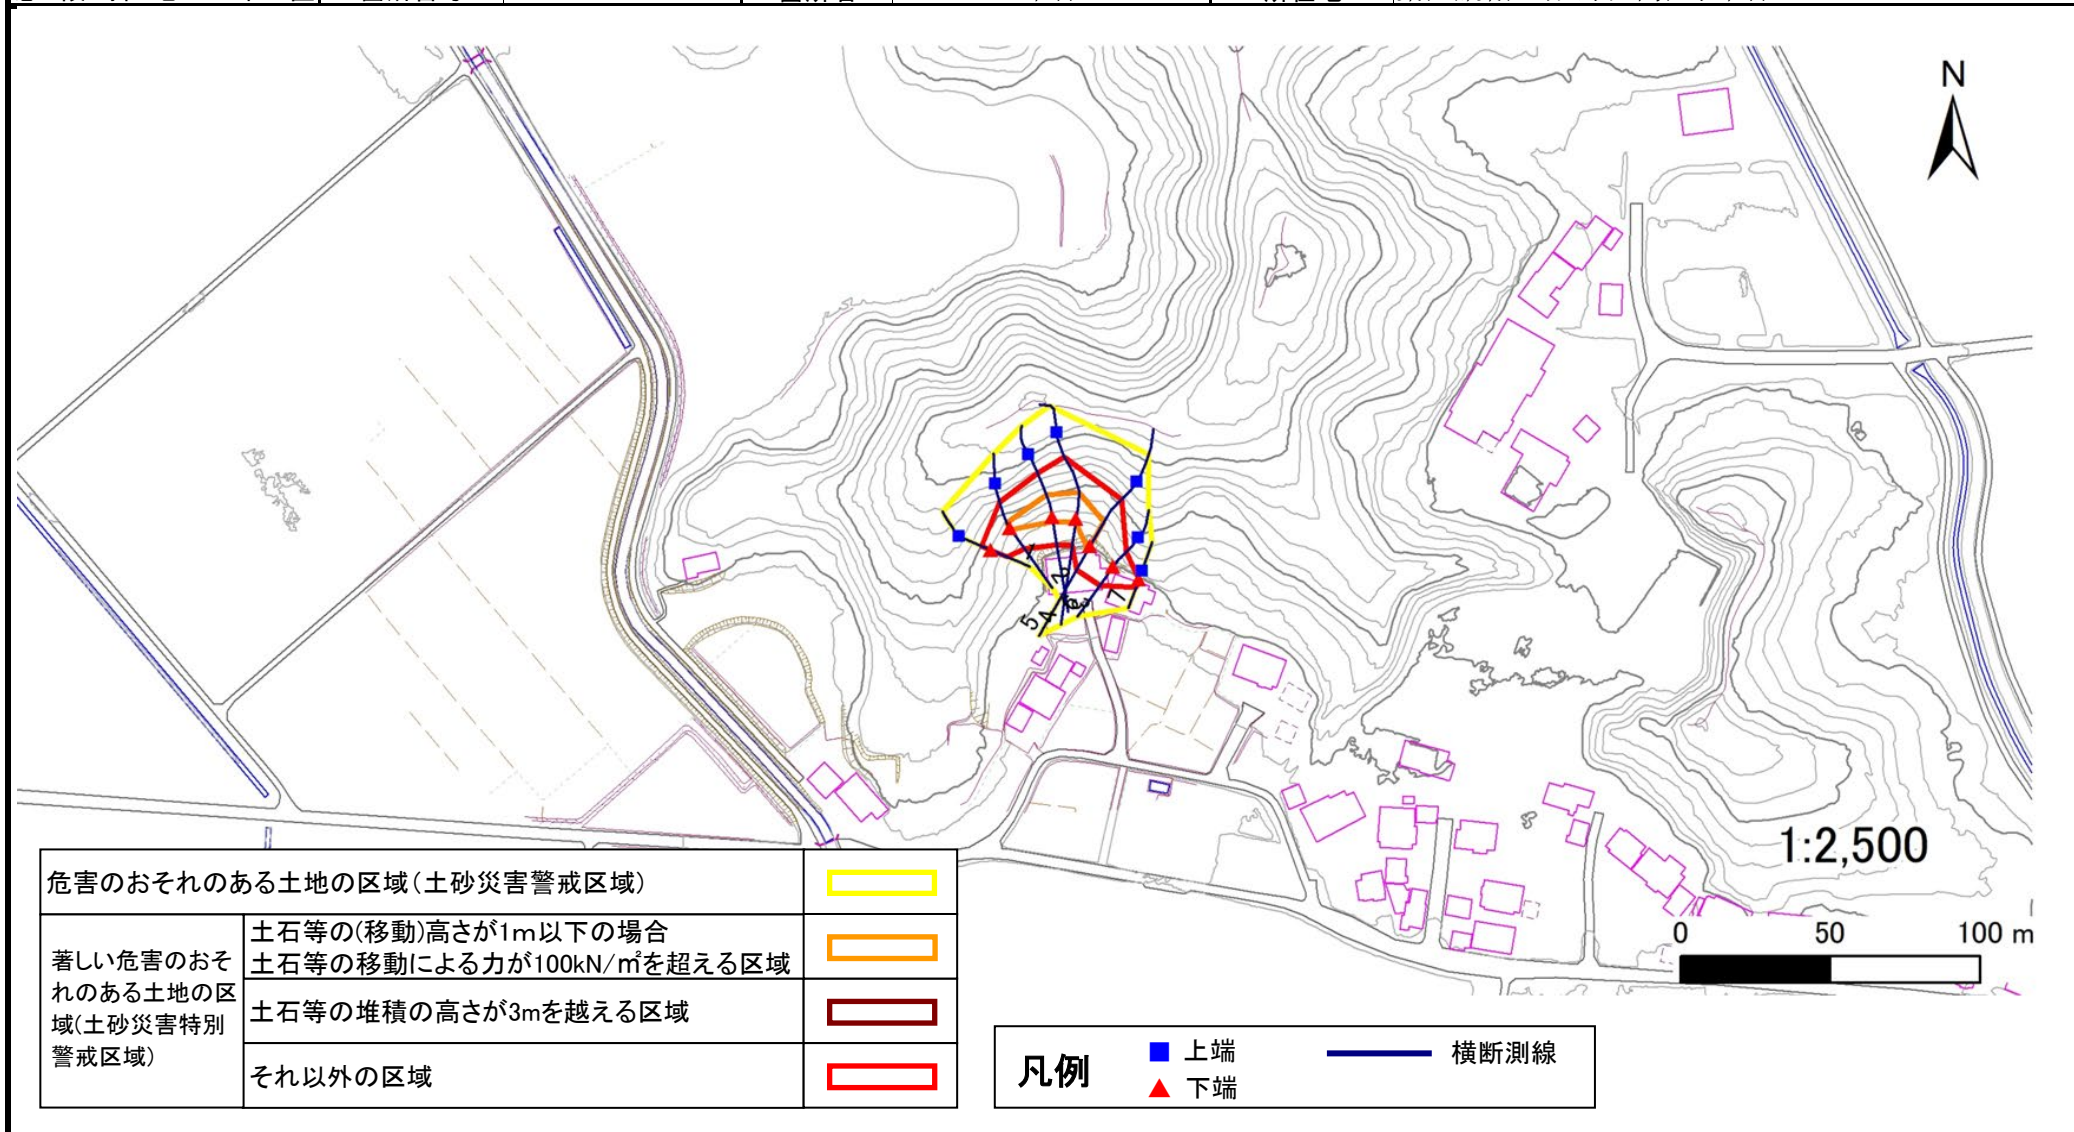 N
5
4
7
1:2,500
0 50 100 m
危害のおそれのある土地の区域(土砂災害警戒区域)
著しい危害のおそ
れのある土地の区
域(土砂災害特別
警戒区域)
土石等の(移動)高さが1m以下の場合
土石等の移動による力が100kN/㎡を超える区域
土石等の堆積の高さが3mを越える区域
それ以外の区域
凡例
上端
下端
横断測線